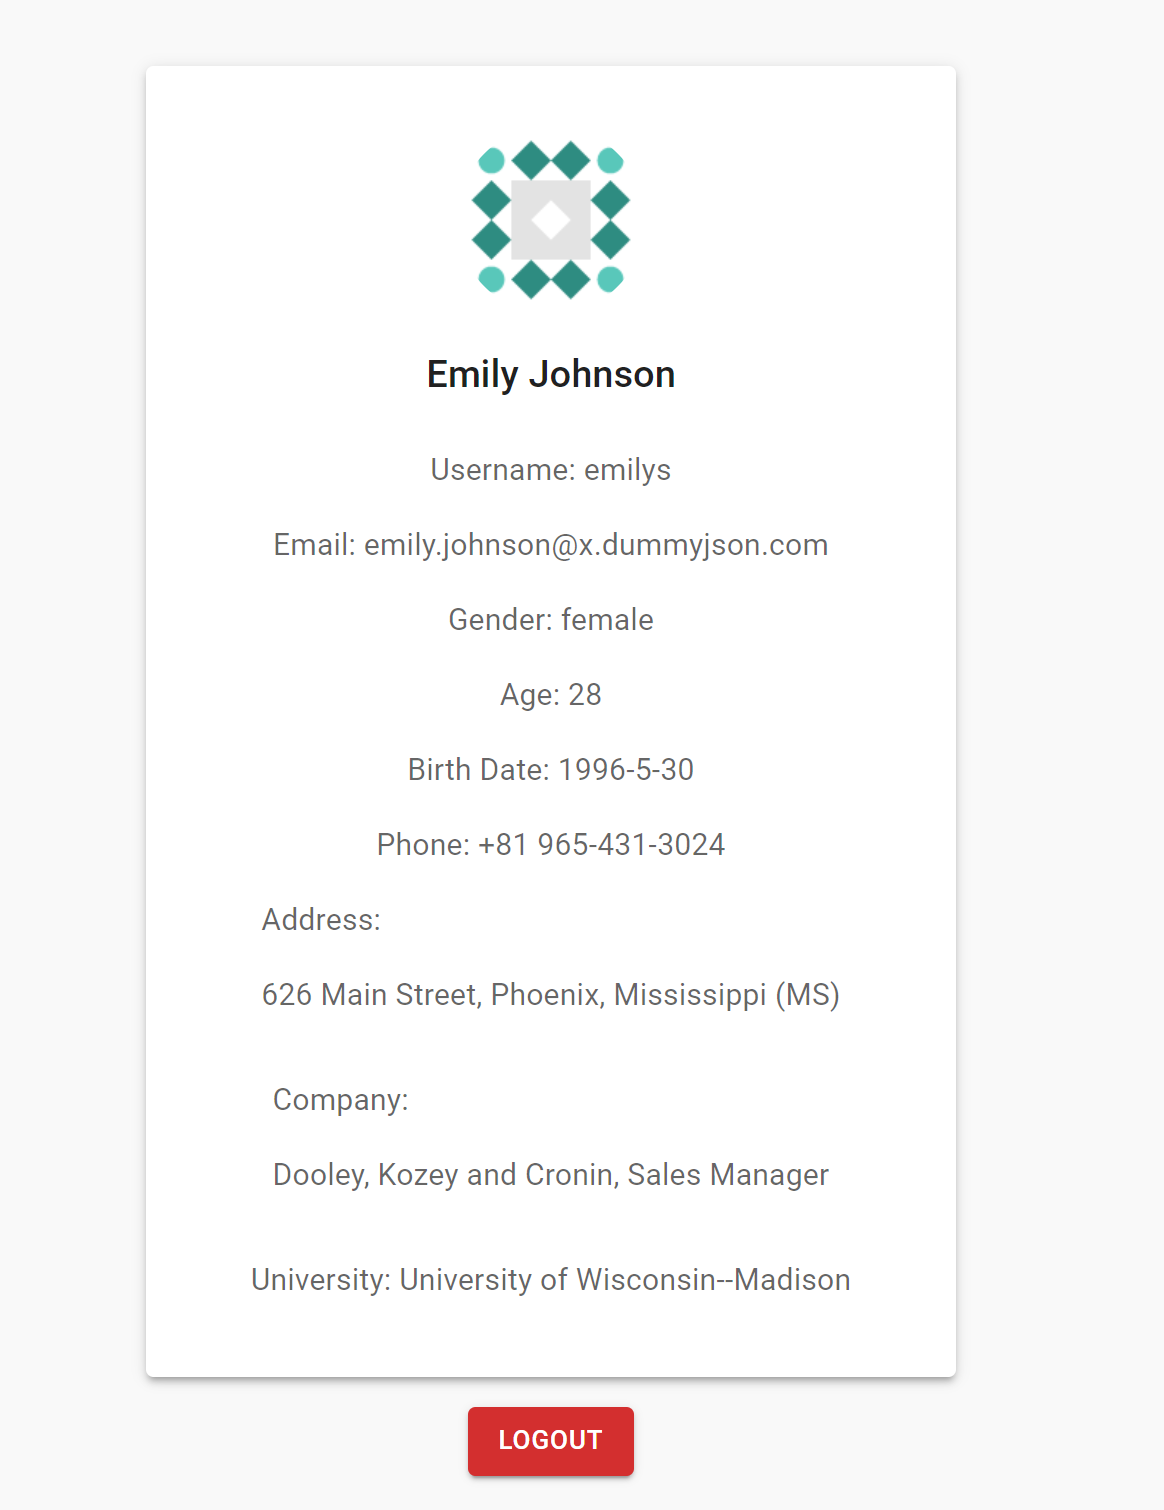 Emily Johnson
Username: emilys
Email: emily.johnson@x.dummyjson.com
Gender: female
Age: 28
Birth Date: 1996-5-30
Phone: +81 965-431-3024
Address:
626 Main Street, Phoenix, Mississippi (MS)
Company:
Dooley, Kozey and Cronin, Sales Manager
University: University of Wisconsin--Madison
LOGOUT